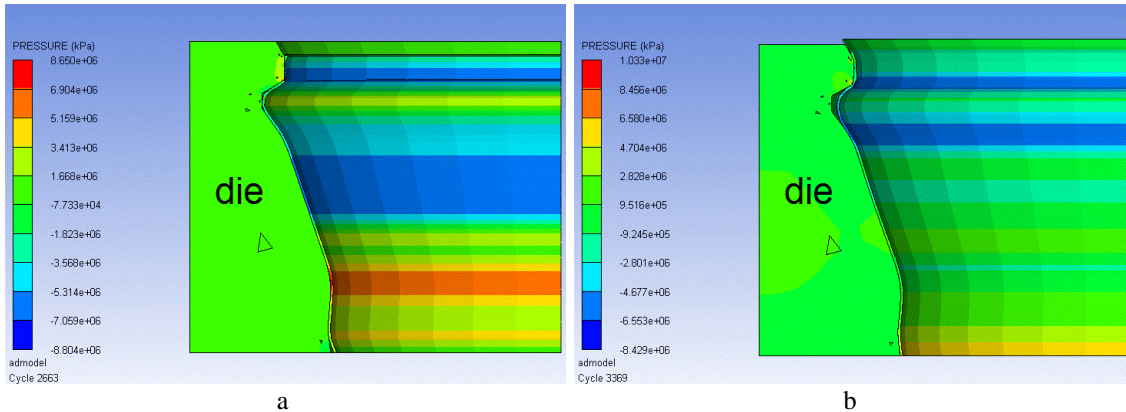 PRESSURE (kPa)
8.650e+06
6.904e+06
5.159e+06
3.413e+06
1.668e+06
-7.733e+04
-1.823e+06
-3.568e+06
-5.314e+06
-7.059e+06
-8.804e+06
admodel
Cycle 2663
die
a
PRESSURE (kPa)
1.033e+07
8.456e+06
6.580e+06
4.704e+06
2.828e+06
9.516e+05
-9.245e+05
-2.801e+06
-4.677e+06
-6.553e+06
-8.429e+06
admodel
Cycle 3369
die
b